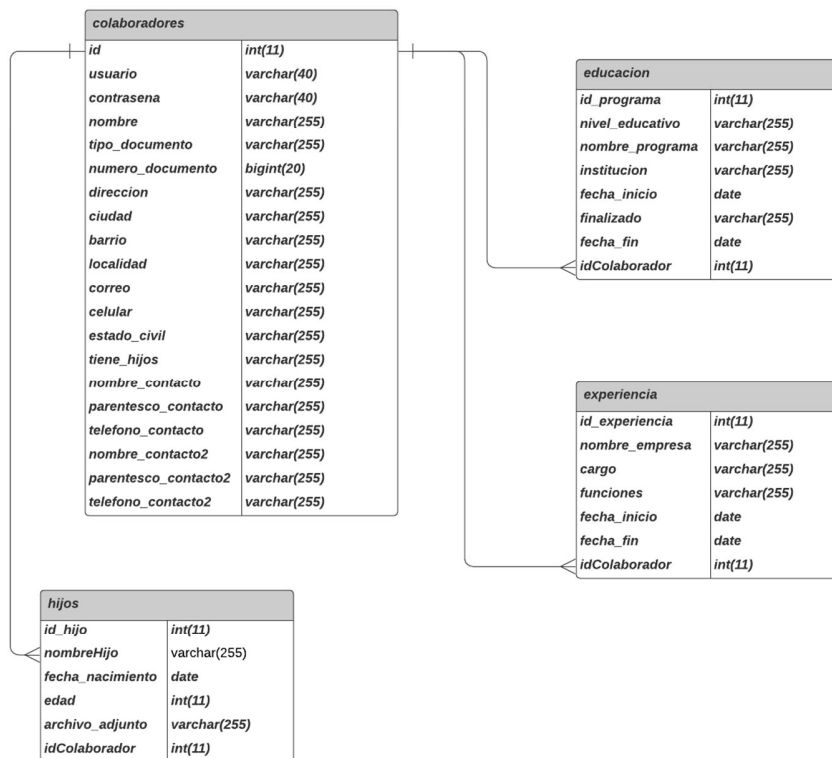 colaboradores
id int(11)
usuario varchar(40)
contrasena varchar(40)
nombre varchar(255)
tipo_documento varchar(255)
numero_documento bigint(20)
direccion varchar(255)
ciudad varchar(255)
barrio varchar(255)
localidad varchar(255)
correo varchar(255)
celular varchar(255)
estado_civil varchar(255)
tiene_hijos varchar(255)
nombre_contacto varchar(255)
parentesco_contacto varchar(255)
telefono_contacto varchar(255)
nombre_contacto2 varchar(255)
parentesco_contacto2 varchar(255)
telefono_contacto2 varchar(255)
educacion
id_programa int(11)
nivel_educativo varchar(255)
nombre_programa varchar(255)
institucion varchar(255)
fecha_inicio date
finalizado varchar(255)
fecha_fin date
idColaborador int(11)
experiencia
id_experiencia int(11)
nombre_empresa varchar(255)
cargo varchar(255)
funciones varchar(255)
fecha_inicio date
fecha_fin date
idColaborador int(11)
hijos
id_hijo int(11)
nombreHijo varchar(255)
fecha_nacimiento date
edad int(11)
archivo_adjunto varchar(255)
idColaborador int(11)